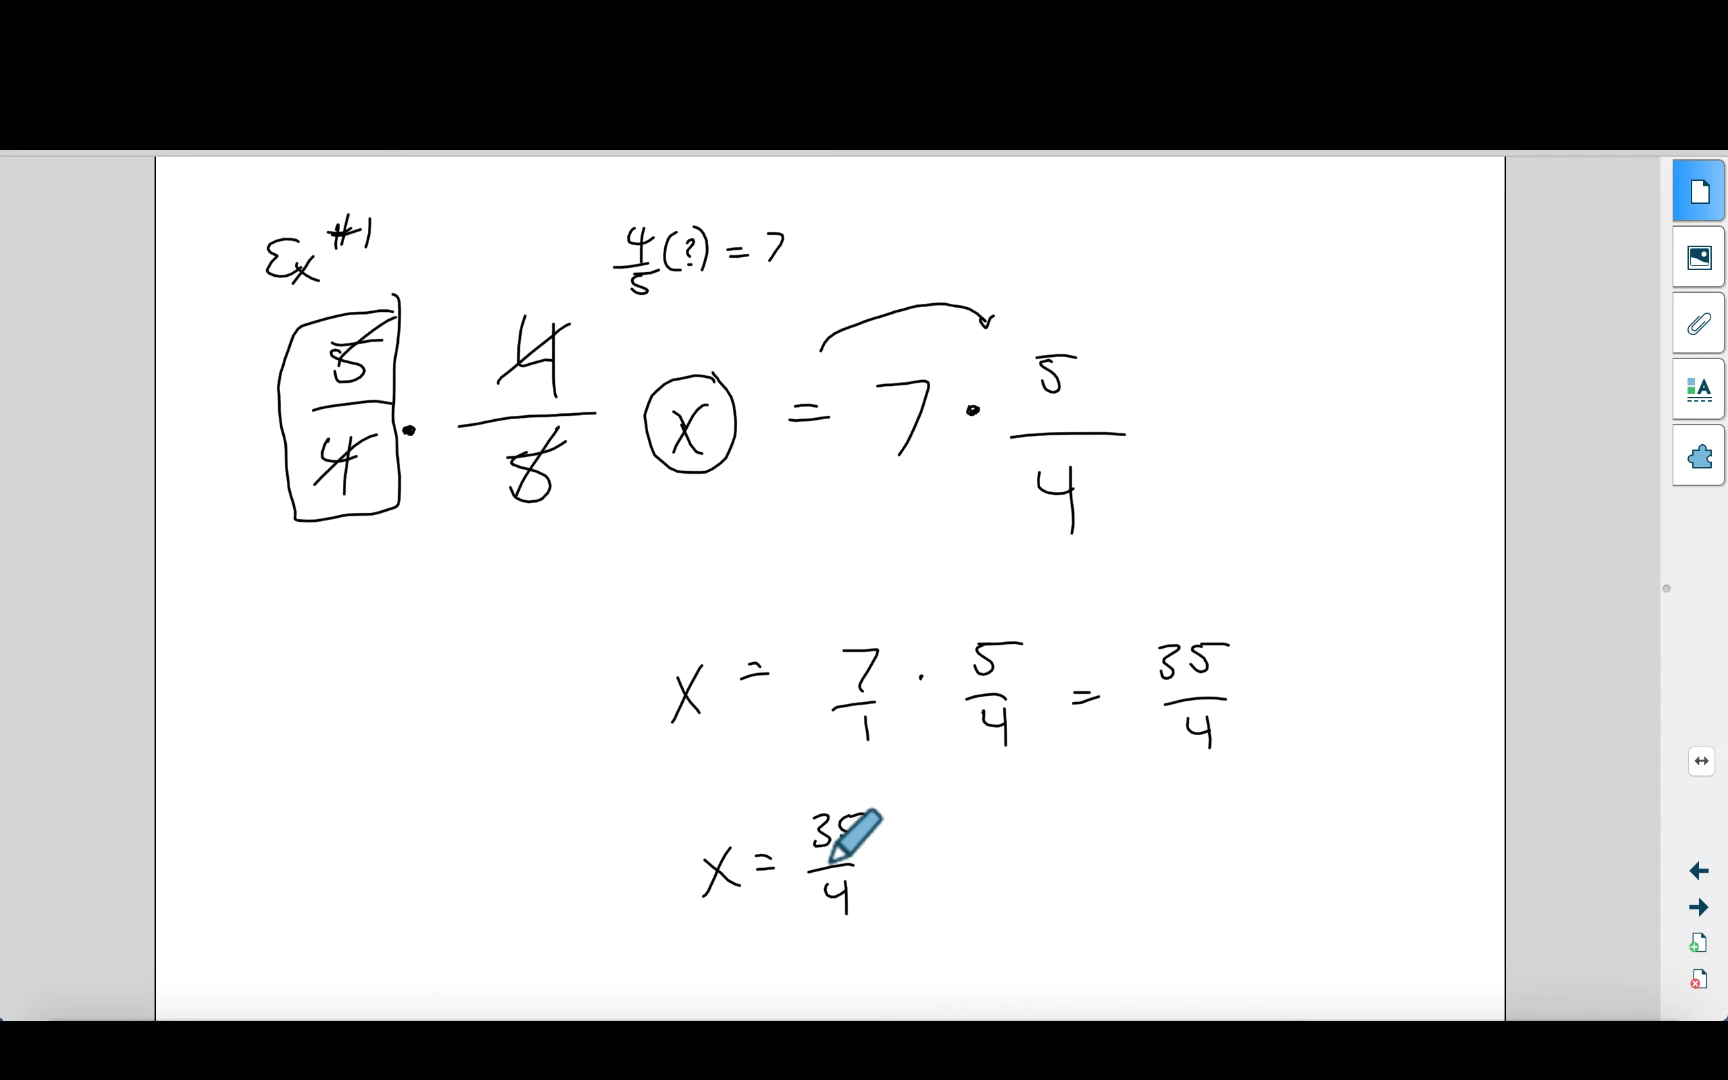 Ex #1
4/5 (?) = 7
5/4 · 4/5 x = 7 · 5/4
x = 7/1 · 5/4 = 35/4
x = 35/4
A